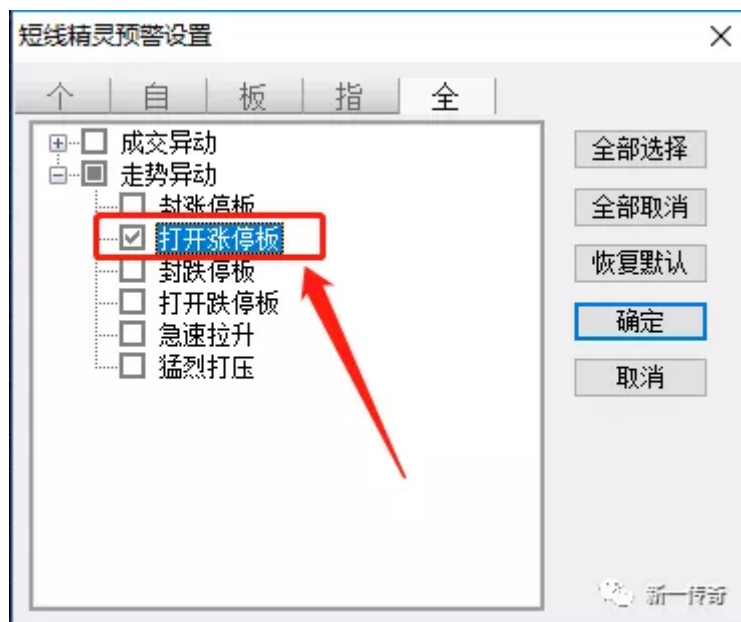 短线精灵预警设置
个 自 板 指 全
成交异动
走势异动
封涨停板
打开涨停板
封跌停板
打开跌停板
急速拉升
猛烈打压
全部选择
全部取消
恢复默认
确定
取消
新一传奇